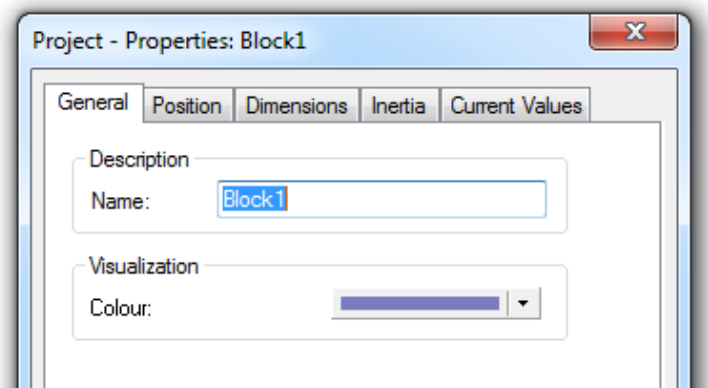 Project - Properties: Block1
General Position Dimensions Inertia Current Values
Description
Name: Block1
Visualization
Colour: